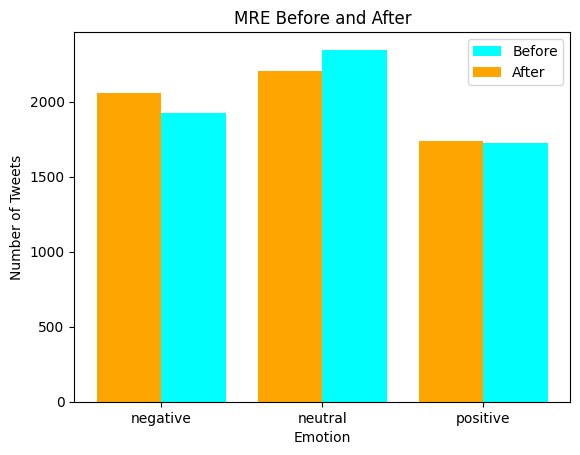 MRE Before and After
Before
After
Number of Tweets
2000
1500
1000
500
0
negative
neutral
positive
Emotion